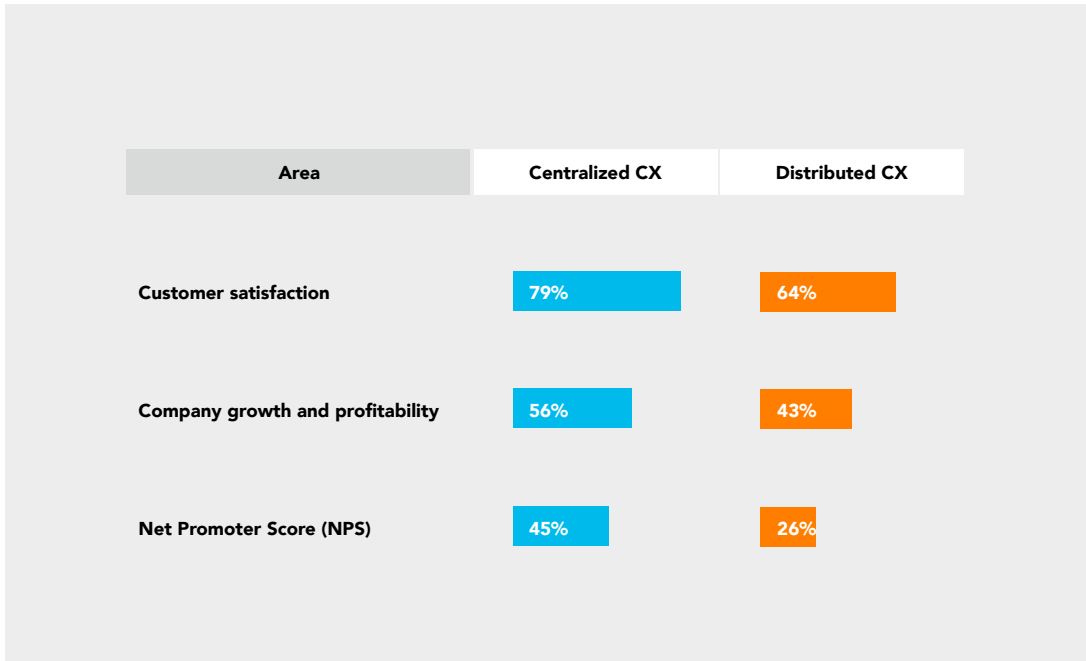 Area Centralized CX Distributed CX
Customer satisfaction 79% 64%
Company growth and profitability 56% 43%
Net Promoter Score (NPS) 45% 26%